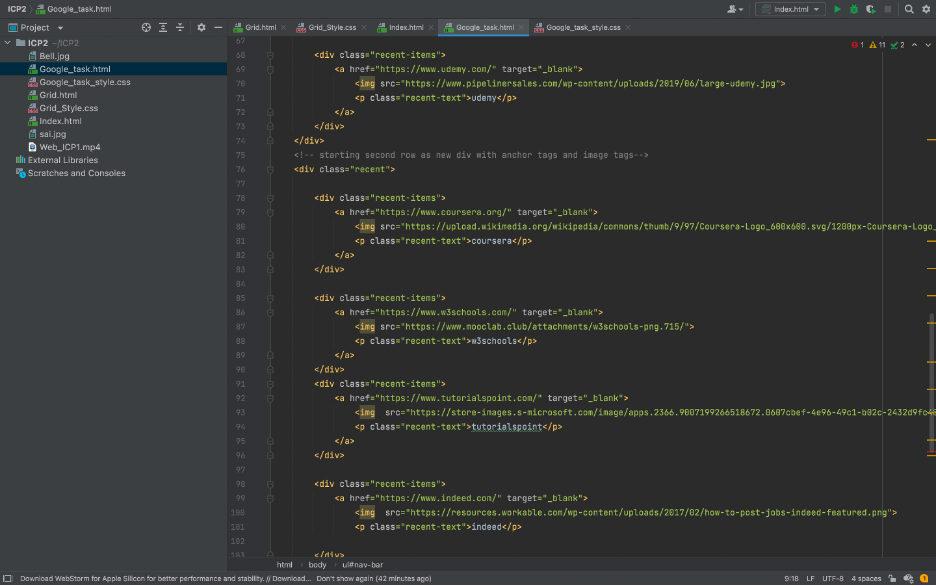 ICP2 Google_task.html
Index.html
Project
Grid.html Grid_Style.css Index.html Google_task.html Google_task_style.css
ICP2 ~/ICP2
Bell.jpg
Google_task.html
Google_task_style.css
Grid.html
Grid_Style.css
Index.html
sai.jpg
Web_ICP1.mp4
External Libraries
Scratches and Consoles
1 11 2
67
68 <div class="recent-items">
69 <a href="https://www.udemy.com/" target="_blank">
70 <img src="https://www.pipelinersales.com/wp-content/uploads/2019/06/large-udemy.jpg">
71 <p class="recent-text">udemy</p>
72 </a>
73 </div>
74 </div>
75 <!-- starting second row as new div with anchor tags and image tags-->
76 <div class="recent">
77
78 <div class="recent-items">
79 <a href="https://www.coursera.org/" target="_blank">
80 <img src="https://upload.wikimedia.org/wikipedia/commons/thumb/9/97/Coursera-Logo_600x600.svg/1200px-Coursera-Logo_
81 <p class="recent-text">coursera</p>
82 </a>
83 </div>
84
85 <div class="recent-items">
86 <a href="https://www.w3schools.com/" target="_blank">
87 <img src="https://www.nooclab.club/attachments/w3schools-png.715/">
88 <p class="recent-text">w3schools</p>
89 </a>
90 </div>
91 <div class="recent-items">
92 <a href="https://www.tutorialspoint.com/" target="_blank">
93 <img src="https://store-images.s-microsoft.com/image/apps.2366.9007199266518672.0607cbef-4e96-49c1-b02c-2432d9fc48
94 <p class="recent-text">tutorialspoint</p>
95 </a>
96 </div>
97
98 <div class="recent-items">
99 <a href="https://www.indeed.com/" target="_blank">
100 <img src="https://resources.workable.com/wp-content/uploads/2017/02/how-to-post-jobs-indeed-featured.png">
101 <p class="recent-text">indeed</p>
102
103 </div>
html body ul#nav-bar
Download WebStorm for Apple Silicon for better performance and stability. // Download... Don't show again (42 minutes ago) 9:18 LF UTF-8 4 spaces 1